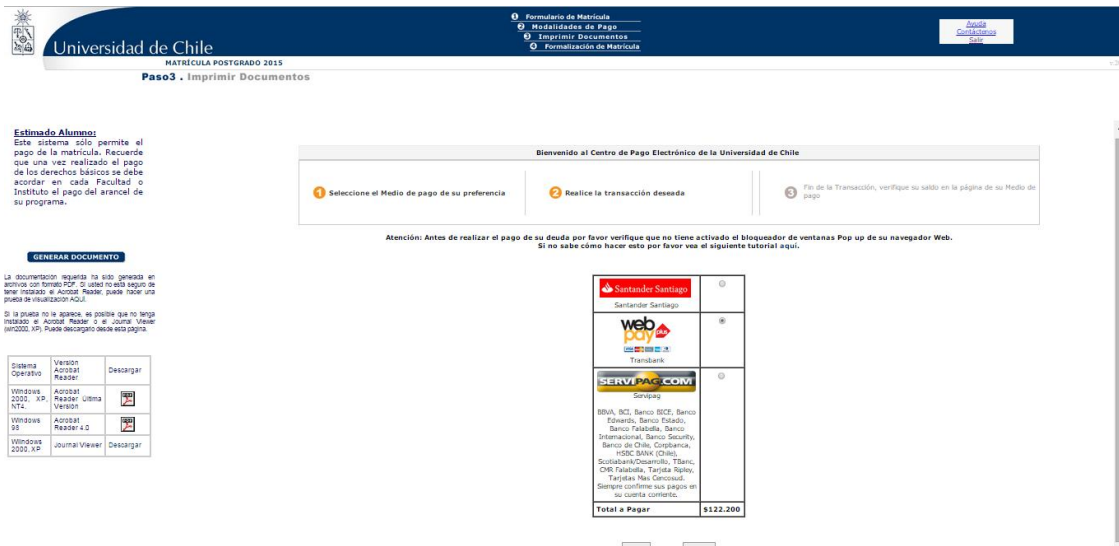 Universidad de Chile
1 Formulario de Matrícula
2 Modalidades de Pago
3 Imprimir Documentos
4 Formalización de Matrícula
Ayuda
Contáctenos
Salir
MATRÍCULA POSTGRADO 2015
Paso3 . Imprimir Documentos
Estimado Alumno:
Este sistema sólo permite el
pago de la matrícula. Recuerde
que una vez realizado el pago
de los derechos básicos se debe
acordar en cada Facultad o
Instituto el pago del arancel de
su programa.
GENERAR DOCUMENTO
La documentación requerida ha sido generada en
archivos con formato PDF. Si usted no está seguro de
tener instalado el Acrobat Reader, puede hacer una
prueba de visualización AQUÍ.
Si la prueba no le aparece, es posible que no tenga
instalado el Acrobat Reader o el Journal Viewer
(win2000, XP). Puede descargarlo desde esta página.
Sistema Operativo
Versión Acrobat Reader
Descargar
Windows 2000, XP, NT4.
Acrobat Reader Última Versión
Windows 98
Acrobat Reader 4.0
Windows 2000, XP
Journal Viewer
Descargar
Bienvenido al Centro de Pago Electrónico de la Universidad de Chile
1 Seleccione el Medio de pago de su preferencia
2 Realice la transacción deseada
3 Fin de la Transacción, verifique su saldo en la página de su Medio de
pago
Atención: Antes de realizar el pago de su deuda por favor verifique que no tiene activado el bloqueador de ventanas Pop up de su navegador Web.
Si no sabe cómo hacer esto por favor vea el siguiente tutorial aquí.
Santander Santiago
Santander Santiago
web
pay plus
Transbank
SERVIPAG.COM
Servipag
BBVA, BCI, Banco BICE, Banco
Edwards, Banco Estado,
Banco Falabella, Banco
Internacional, Banco Security,
Banco de Chile, Corpbanca,
HSBC BANK (Chile),
Scotiabank/Desarrollo, TBanc,
CMR Falabella, Tarjeta Ripley,
Tarjetas Mas Cencosud.
Siempre confirme sus pagos en
su cuenta corriente.
Total a Pagar $122.200